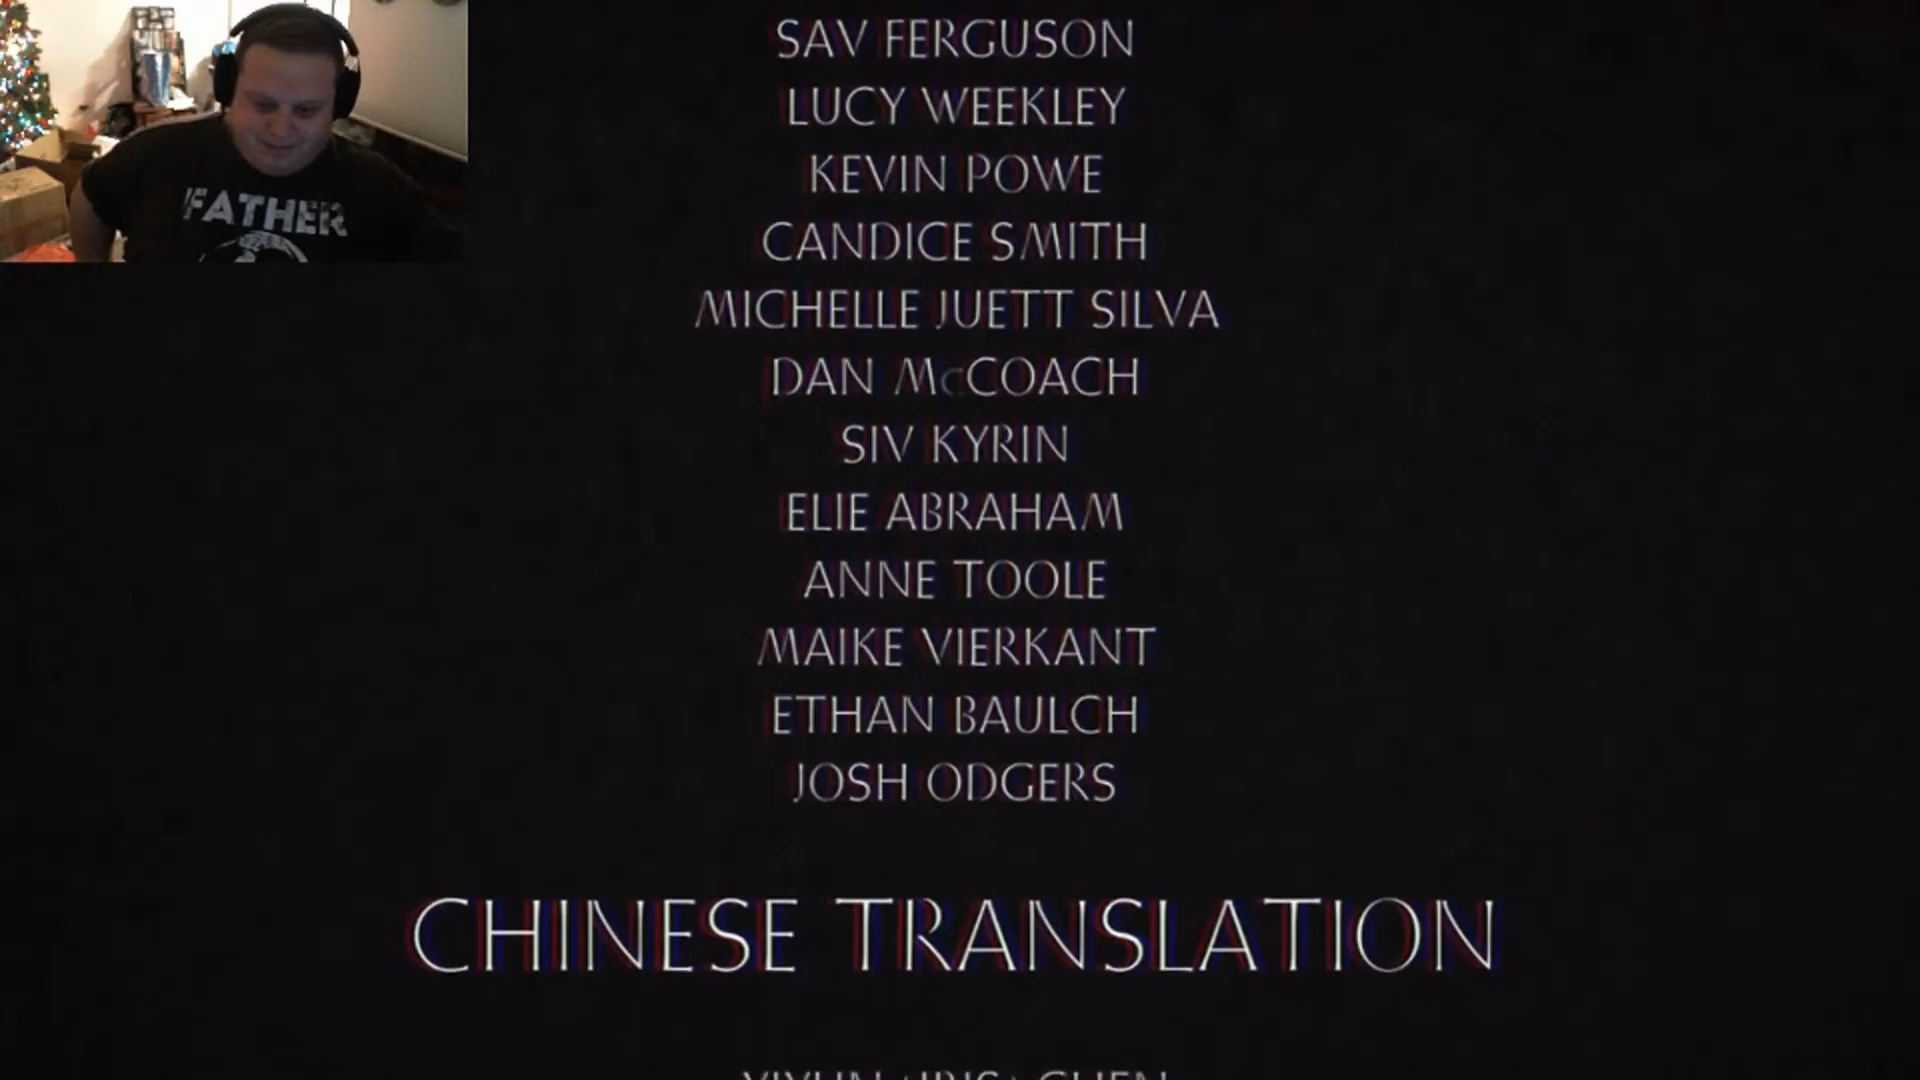 FATHER
SAV FERGUSON
LUCY WEEKLEY
KEVIN POWE
CANDICE SMITH
MICHELLE JUETT SILVA
DAN McCOACH
SIV KYRIN
ELIE ABRAHAM
ANNE TOOLE
MAIKE VIERKANT
ETHAN BAULCH
JOSH ODGERS
CHINESE TRANSLATION